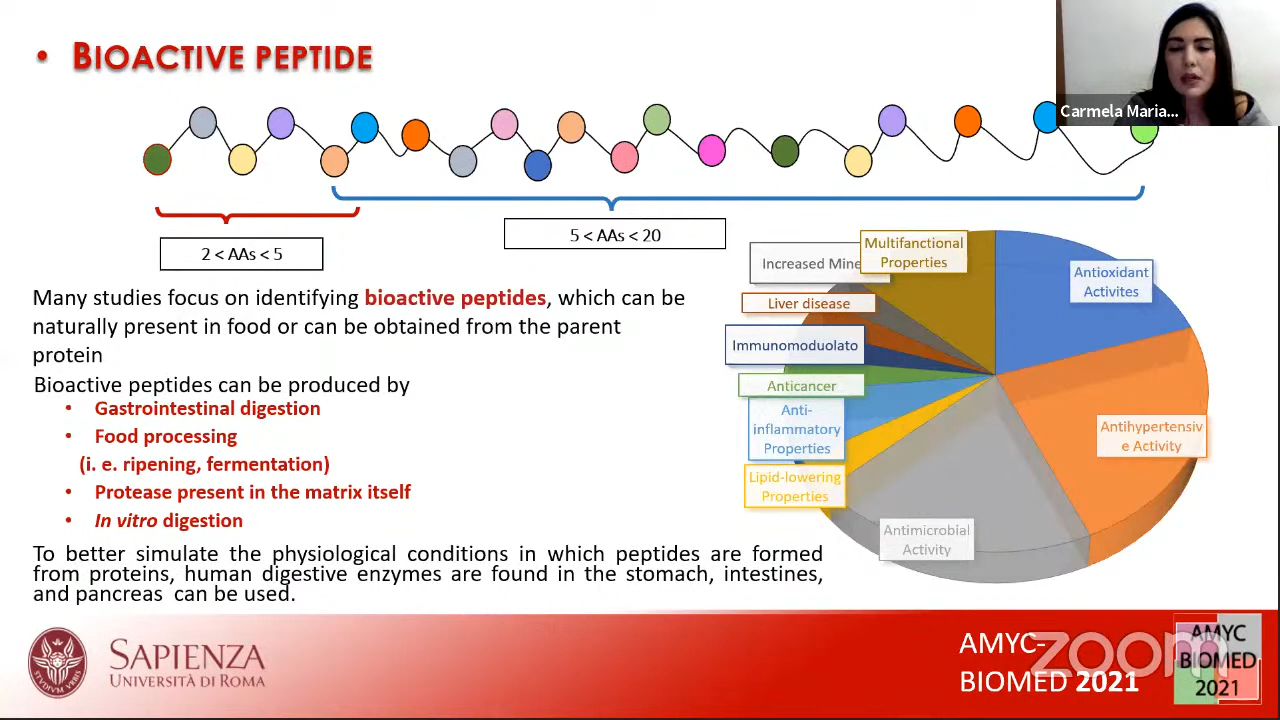 • BIOACTIVE PEPTIDE
Carmela Maria...
2 < AAs < 5
5 < AAs < 20
Many studies focus on identifying bioactive peptides, which can be
naturally present in food or can be obtained from the parent
protein
Bioactive peptides can be produced by
• Gastrointestinal digestion
• Food processing
(i. e. ripening, fermentation)
• Protease present in the matrix itself
• In vitro digestion
To better simulate the physiological conditions in which peptides are formed
from proteins, human digestive enzymes are found in the stomach, intestines,
and pancreas can be used.
Multifanctional
Properties
Increased Mine
Liver disease
Immunomoduolato
Anticancer
Anti-
inflammatory
Properties
Lipid-lowering
Properties
Antimicrobial
Activity
Antioxidant
Activites
Antihypertensiv
e Activity
SAPIENZA
UNIVERSITÀ DI ROMA
STUDIUM URBIS
AMYC-
BIOMED 2021
zoom
AMYC
BIOMED
2021